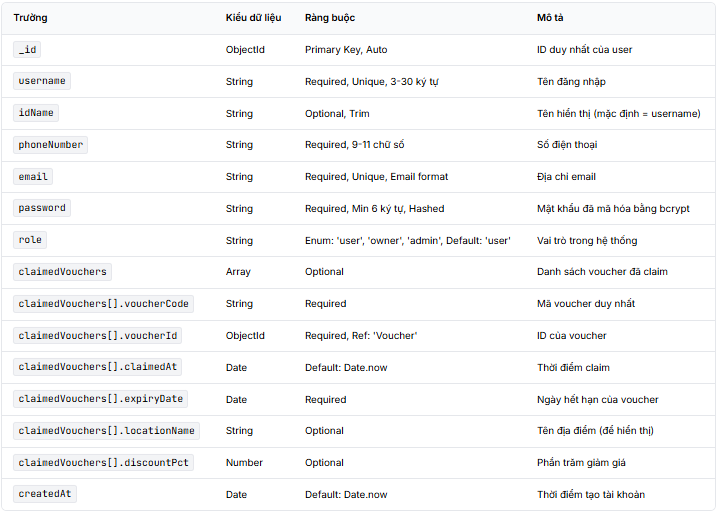 Trường Kiểu dữ liệu Ràng buộc Mô tả
_id ObjectId Primary Key, Auto ID duy nhất của user
username String Required, Unique, 3-30 ký tự Tên đăng nhập
idName String Optional, Trim Tên hiển thị (mặc định = username)
phoneNumber String Required, 9-11 chữ số Số điện thoại
email String Required, Unique, Email format Địa chỉ email
password String Required, Min 6 ký tự, Hashed Mật khẩu đã mã hóa bằng bcrypt
role String Enum: 'user', 'owner', 'admin', Default: 'user' Vai trò trong hệ thống
claimedVouchers Array Optional Danh sách voucher đã claim
claimedVouchers[].voucherCode String Required Mã voucher duy nhất
claimedVouchers[].voucherId ObjectId Required, Ref: 'Voucher' ID của voucher
claimedVouchers[].claimedAt Date Default: Date.now Thời điểm claim
claimedVouchers[].expiryDate Date Required Ngày hết hạn của voucher
claimedVouchers[].locationName String Optional Tên địa điểm (để hiển thị)
claimedVouchers[].discountPct Number Optional Phần trăm giảm giá
createdAt Date Default: Date.now Thời điểm tạo tài khoản